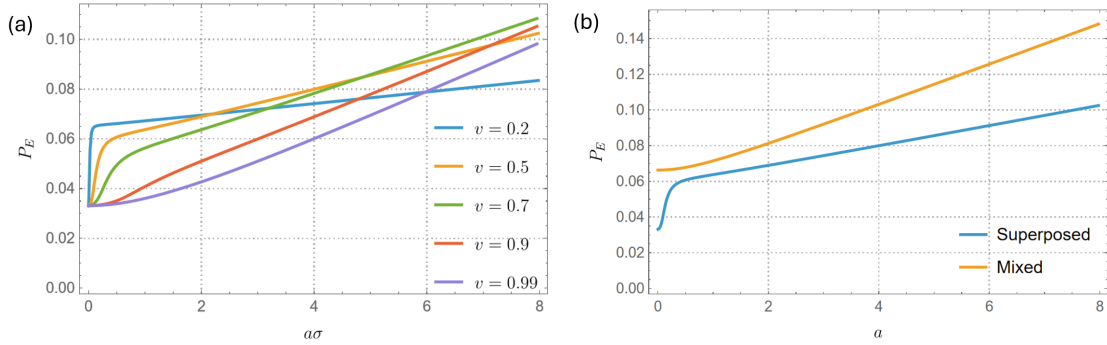 (a)
0.10
0.08
0.06
0.04
0.02
0.00
P_E
v = 0.2
v = 0.5
v = 0.7
v = 0.9
v = 0.99
0 2 4 6 8
aσ
(b)
0.14
0.12
0.10
0.08
0.06
0.04
0.02
0.00
P_E
Superposed
Mixed
0 2 4 6 8
a